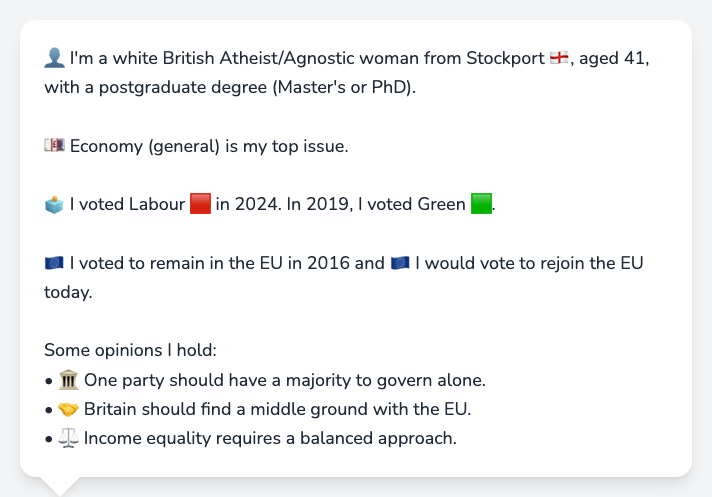 👤 I'm a white British Atheist/Agnostic woman from Stockport 🏴󠁧󠁢󠁥󠁮󠁧󠁿, aged 41,
with a postgraduate degree (Master's or PhD).
💷 Economy (general) is my top issue.
🗳️ I voted Labour 🟥 in 2024. In 2019, I voted Green 🟩.
🇪🇺 I voted to remain in the EU in 2016 and 🇪🇺 I would vote to rejoin the EU
today.
Some opinions I hold:
• 🏛️ One party should have a majority to govern alone.
• 🤝 Britain should find a middle ground with the EU.
• ⚖️ Income equality requires a balanced approach.